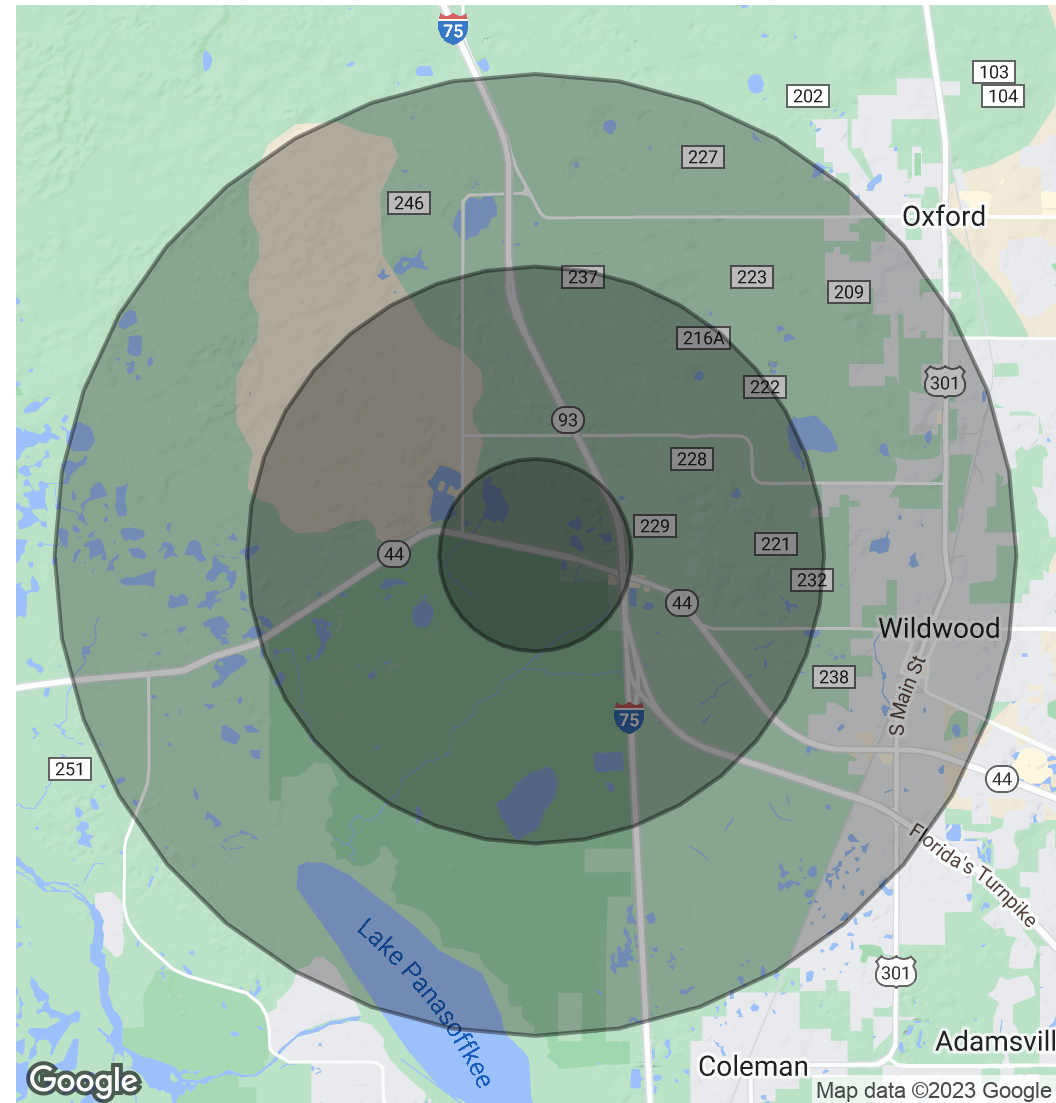 75
103
202
104
227
246
Oxford
237
223
209
216A
301
222
93
228
229
221
44
232
44
Wildwood
238
S Main St
75
251
44
Florida's Turnpike
Lake Panasoffkee
301
Adamsvill
Coleman
Google
Map data ©2023 Google